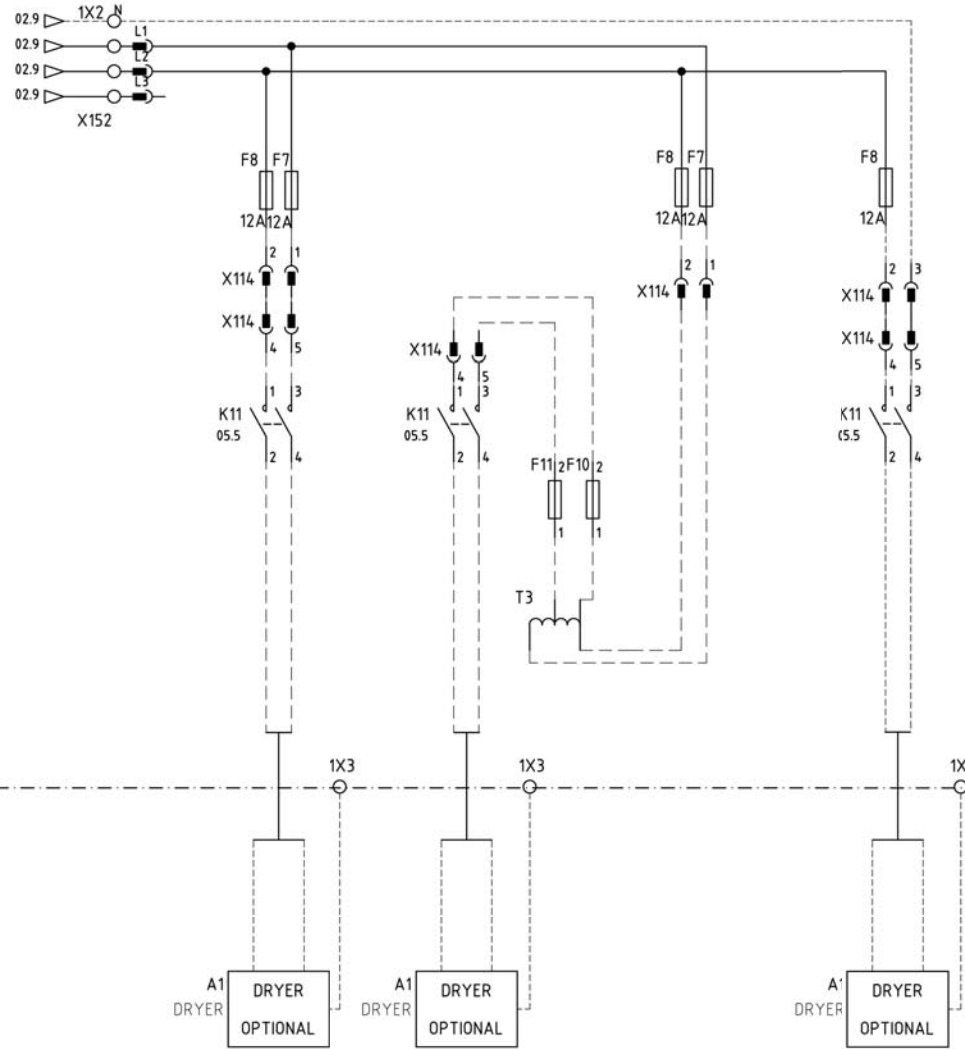 02.9 1X2 N
L1
02.9
L2
02.9
L3
02.9
X152
F8 F7
12A 12A
2 1
X114
X114
4 5
1 3
K11
05.5
2 4
X114
4 5
1 3
K11
05.5
2 4
F11 2 F10 2
1 1
T3
F8 F7
12A 12A
2 1
X114
F8
12A
2 3
X114
X114
4 5
1 3
K11
05.5
2 4
1X3
1X3
1X
A1 DRYER
DRYER
OPTIONAL
A1 DRYER
DRYER
OPTIONAL
A1 DRYER
DRYER
OPTIONAL